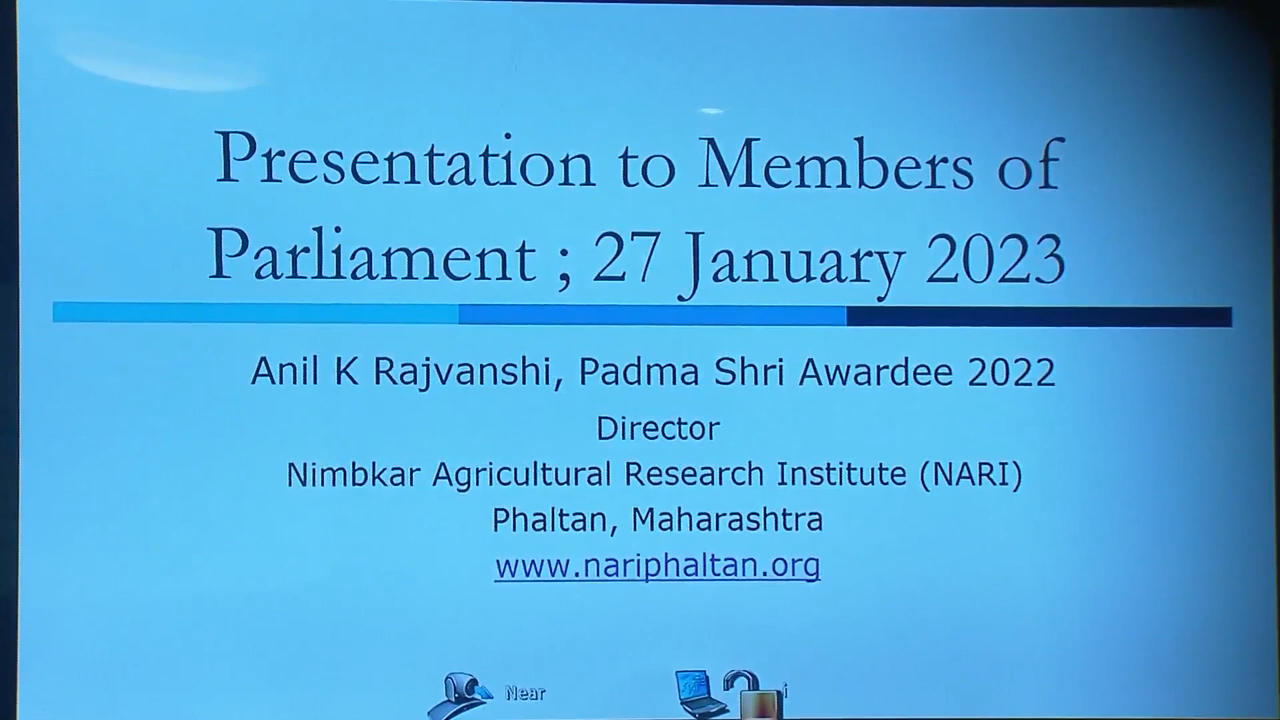 Presentation to Members of
Parliament ; 27 January 2023
Anil K Rajvanshi, Padma Shri Awardee 2022
Director
Nimbkar Agricultural Research Institute (NARI)
Phaltan, Maharashtra
www.nariphaltan.org
Near